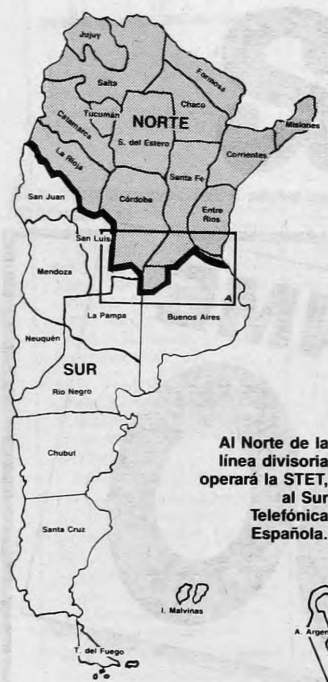 Jujuy
Salta
Formosa
Chaco
Tucumán
Catamarca
NORTE
Misiones
S. del Estero
La Rioja
Corrientes
Santa Fe
San Juan
Córdoba
Entre
Rios
San Luis
Mendoza
A
La Pampa
Buenos Aires
Neuquén
SUR
Rio Negro
Chubut
Al Norte de la
línea divisoria
operará la STET,
al Sur
Telefónica
Española.
Santa Cruz
I. Malvinas
T. del Fuego